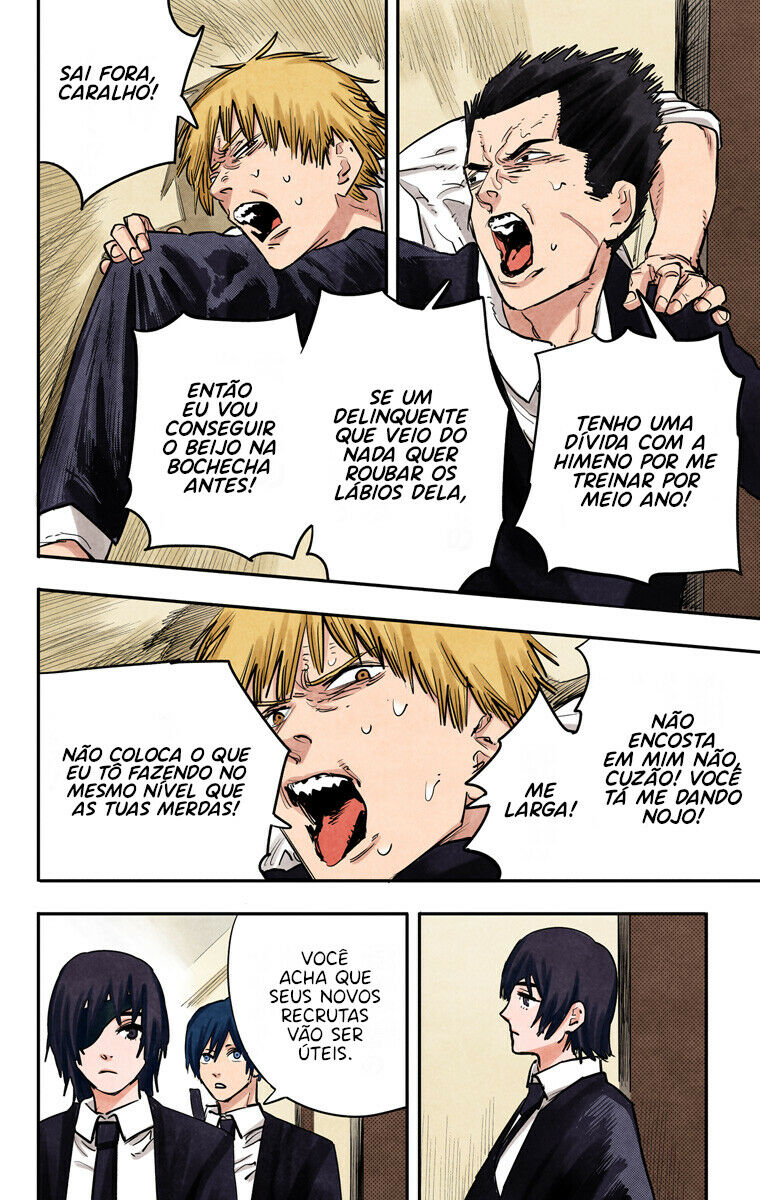 TENHO UMA
DÍVIDA COM A
HIMENO POR ME
TREINAR POR
MEIO ANO!
SE UM
DELINQUENTE
QUE VEIO DO
NADA QUER
ROUBAR OS
LÁBIOS DELA,
ENTÃO
EU VOU
CONSEGUIR
O BEIJO NA
BOCHECHA
ANTES!
SAI FORA,
CARALHO!
NÃO
ENCOSTA
EM MIM NÃO,
CUZÃO! VOCÊ
TÁ ME DANDO
NOJO!
ME
LARGA!
NÃO COLOCA O QUE
EU TÔ FAZENDO NO
MESMO NÍVEL QUE
AS TUAS MERDAS!
VOCÊ
ACHA QUE
SEUS NOVOS
RECRUTAS
VÃO SER
ÚTEIS.